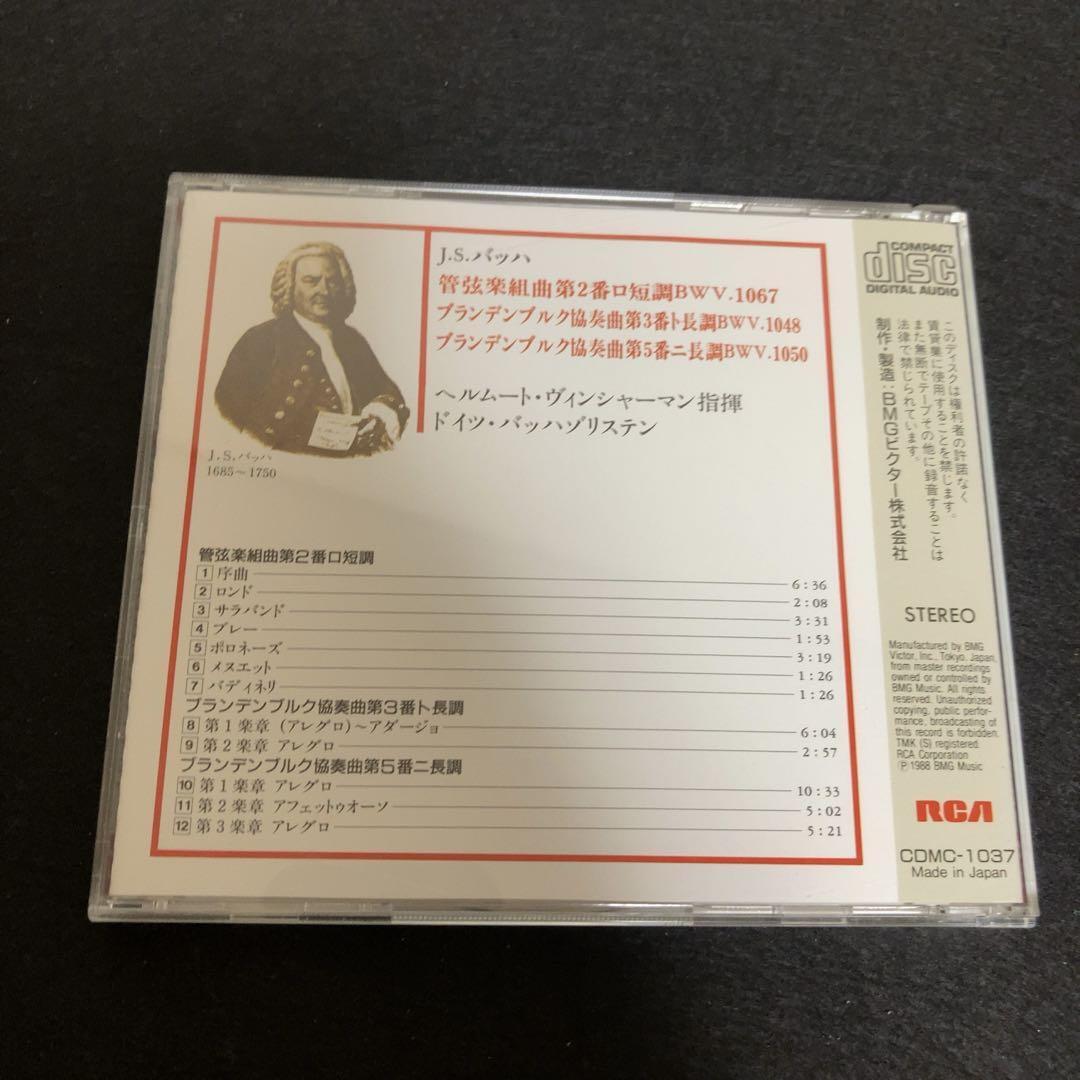 J.S.バッハ
管弦楽組曲第2番ロ短調BWV.1067
ブランデンブルク協奏曲第3番ト長調BWV.1048
ブランデンブルク協奏曲第5番ニ長調BWV.1050
ヘルムート・ヴィンシャーマン指揮
ドイツ・バッハゾリステン
J.S.バッハ
1685~1750
管弦楽組曲第2番ロ短調
1 序曲 6:36
2 ロンド 2:08
3 サラバンド 3:31
4 ブレー 1:53
5 ポロネーズ 3:19
6 メヌエット 1:26
7 バディネリ 1:26
ブランデンブルク協奏曲第3番ト長調
8 第1楽章 (アレグロ)~アダージョ 6:04
9 第2楽章 アレグロ 2:57
ブランデンブルク協奏曲第5番ニ長調
10 第1楽章 アレグロ 10:33
11 第2楽章 アフェットゥオーソ 5:02
12 第3楽章 アレグロ 5:21
COMPACT
disc
DIGITAL AUDIO
このディスクは権利者の許諾なく
賃貸業に使用することを禁じます。
また無断でテープその他に録音することは
法律で禁じられています。
制作・製造:BMGビクター株式会社
STEREO
Manufactured by BMG
Victor, Inc., Tokyo, Japan,
from master recordings
owned or controlled by
BMG Music. All rights
reserved. Unauthorized
copying, public perfor-
mance, broadcasting of
this record is forbidden.
TMK (S) registered
RCA Corporation
Ⓟ1988 BMG Music
RCA
CDMC-1037
Made in Japan